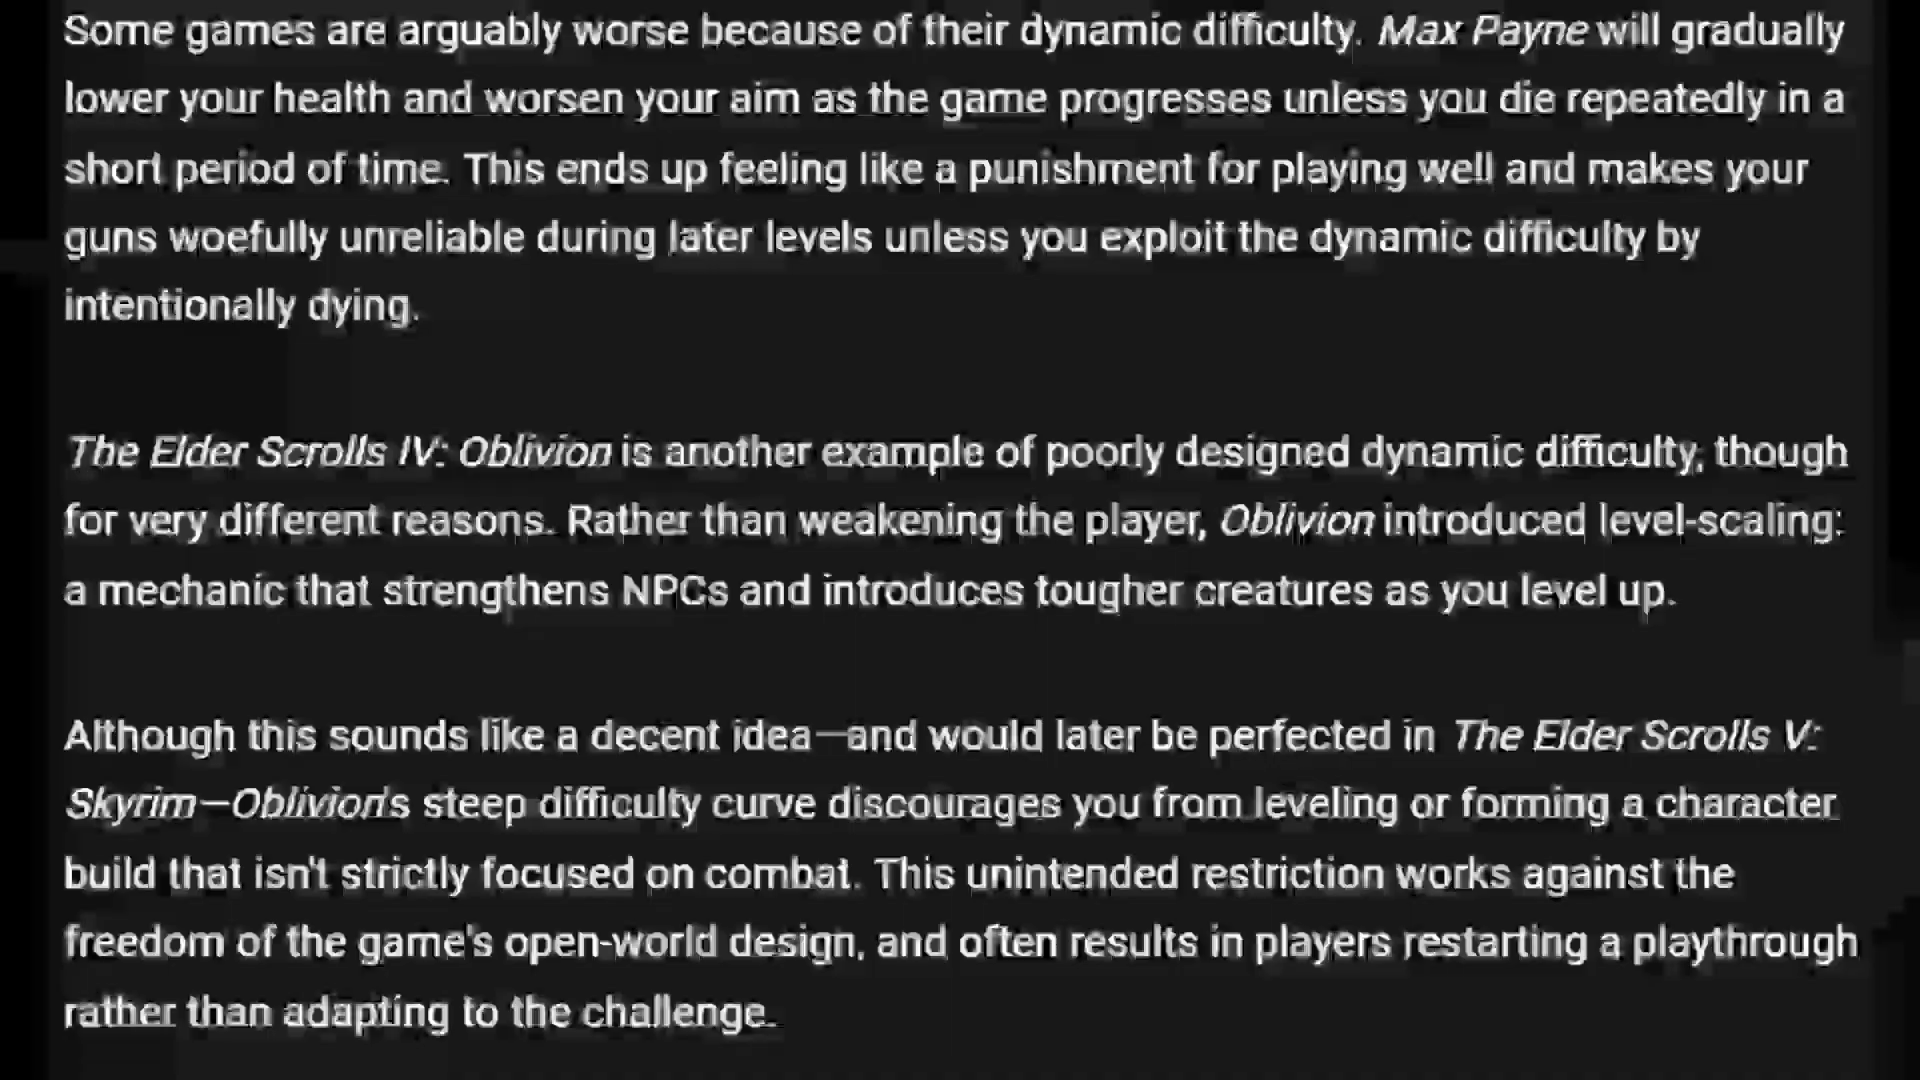 Some games are arguably worse because of their dynamic difficulty. Max Payne will gradually
lower your health and worsen your aim as the game progresses unless you die repeatedly in a
short period of time. This ends up feeling like a punishment for playing well and makes your
guns woefully unreliable during later levels unless you exploit the dynamic difficulty by
intentionally dying.
The Elder Scrolls IV: Oblivion is another example of poorly designed dynamic difficulty, though
for very different reasons. Rather than weakening the player, Oblivion introduced level-scaling:
a mechanic that strengthens NPCs and introduces tougher creatures as you level up.
Although this sounds like a decent idea—and would later be perfected in The Elder Scrolls V:
Skyrim—Oblivion's steep difficulty curve discourages you from leveling or forming a character
build that isn't strictly focused on combat. This unintended restriction works against the
freedom of the game's open-world design, and often results in players restarting a playthrough
rather than adapting to the challenge.